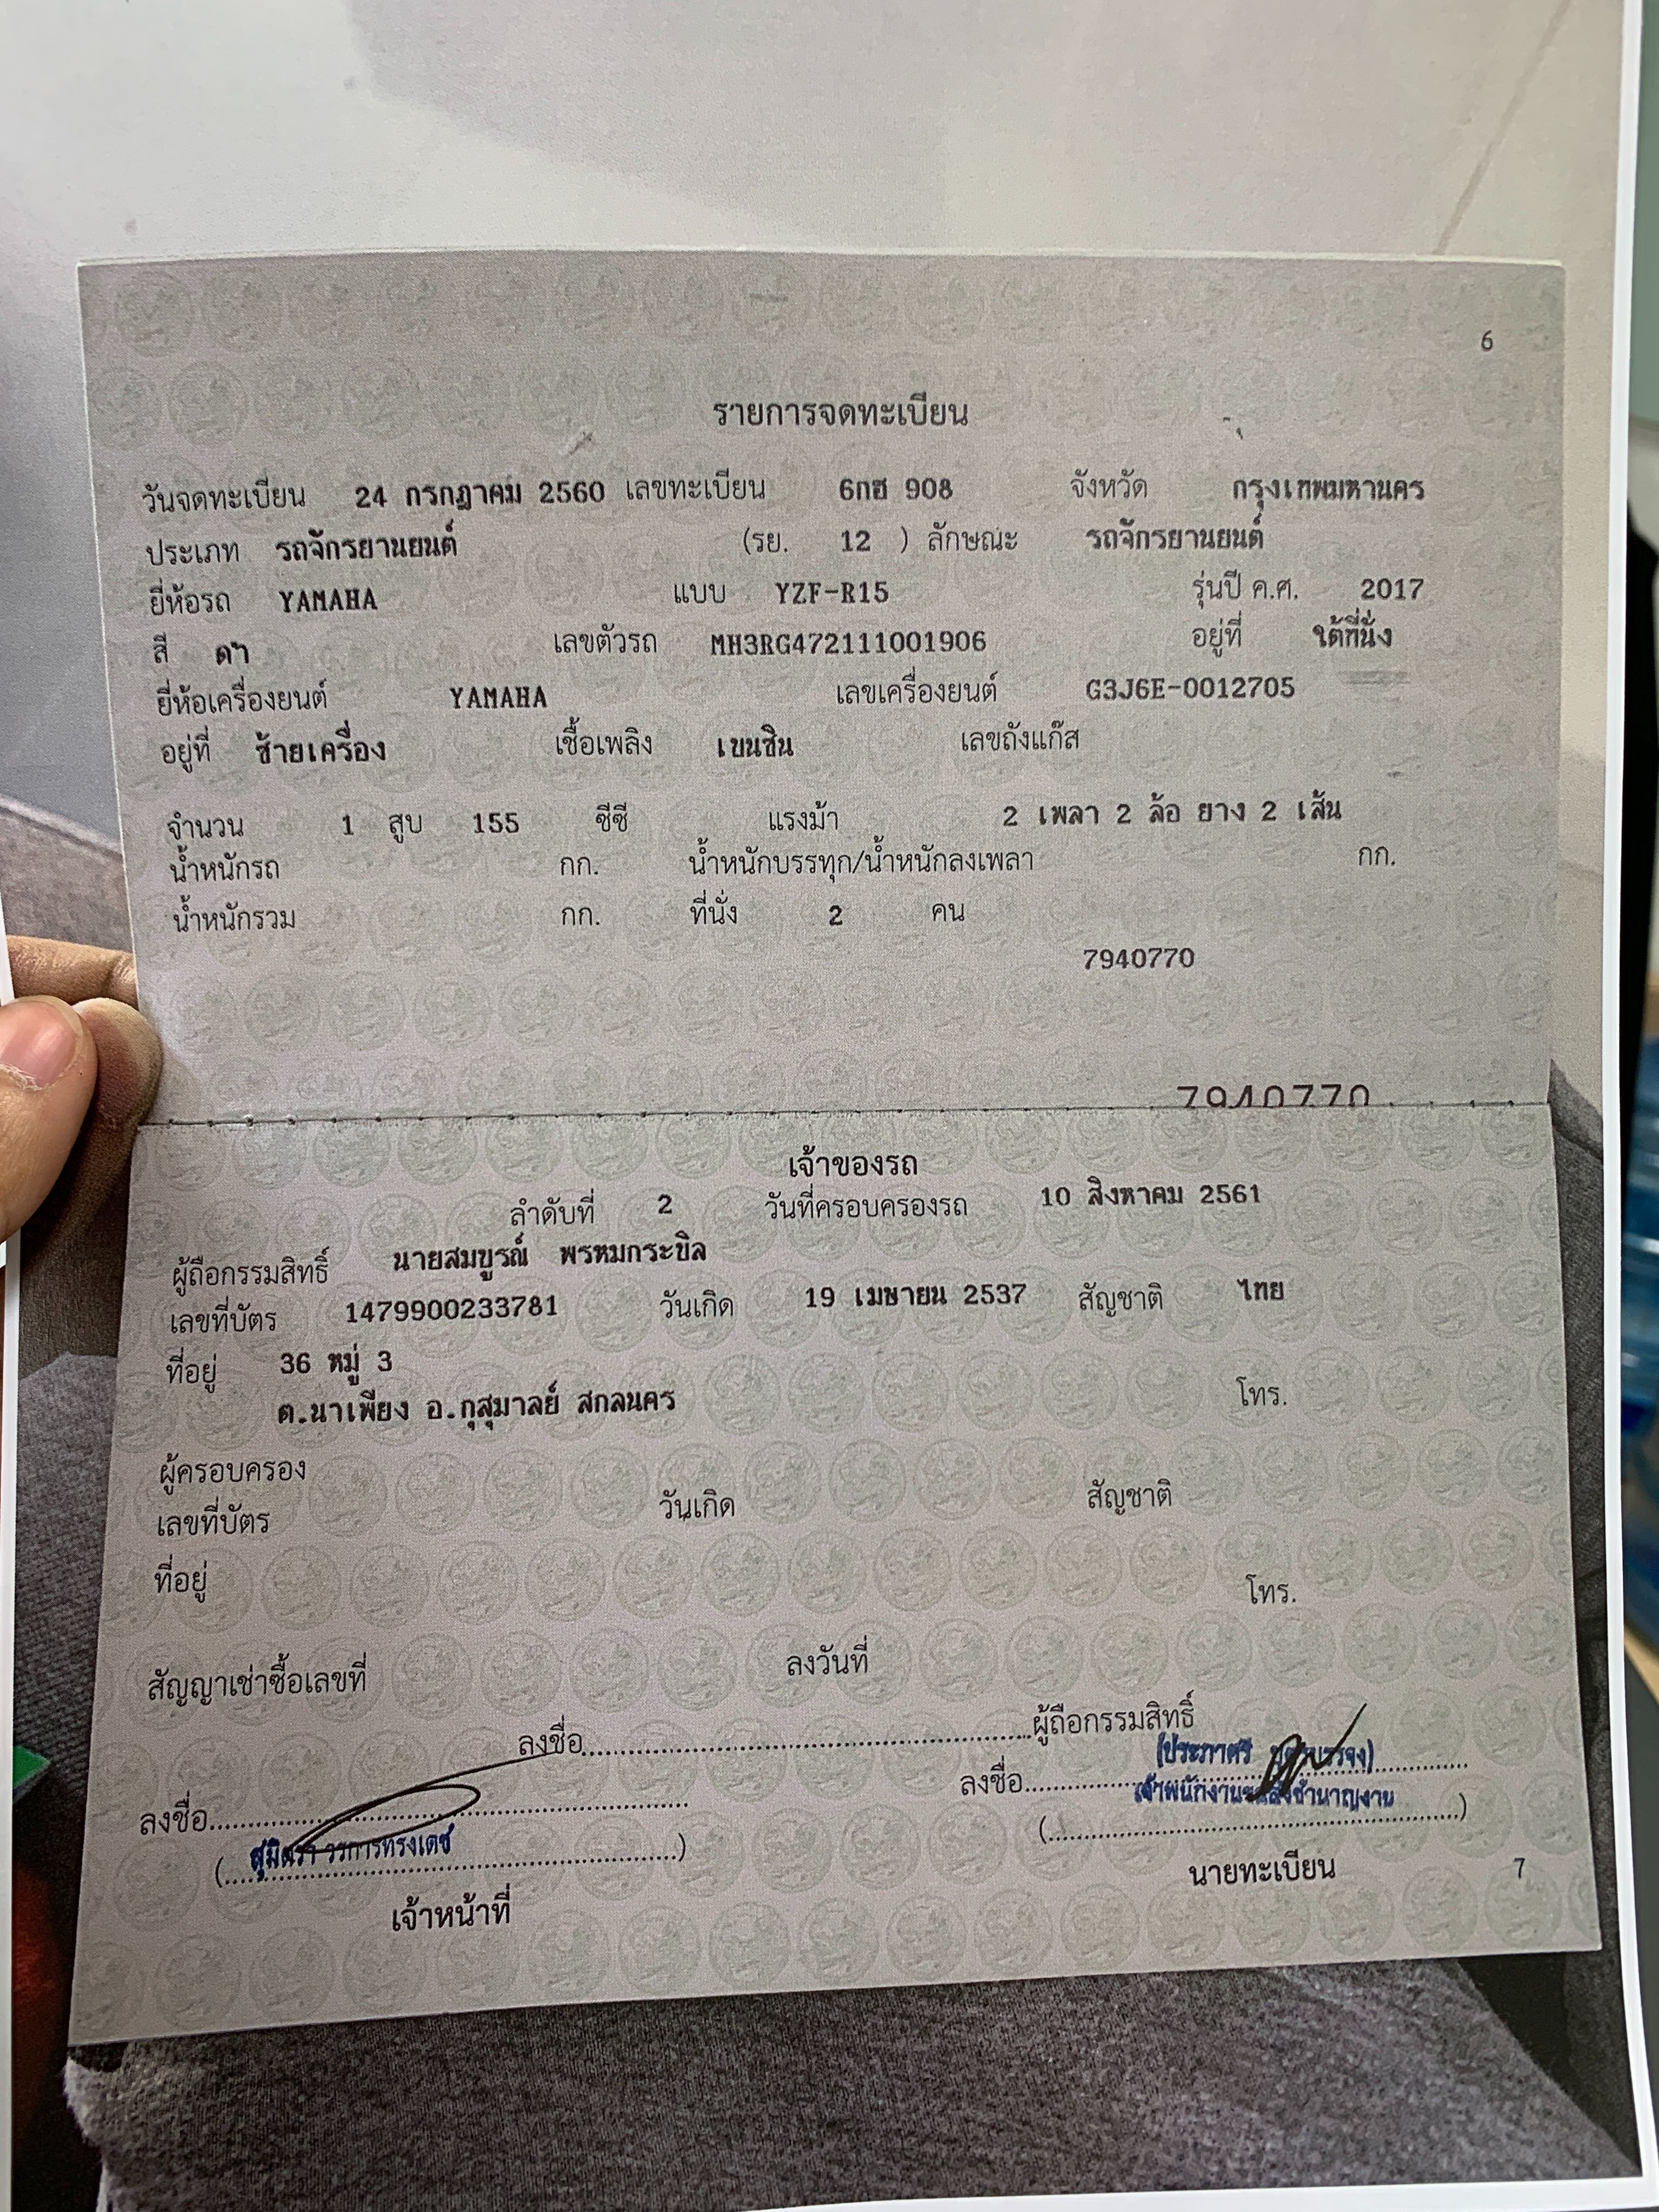 6
รายการจดทะเบียน
วันจดทะเบียน 24 กรกฎาคม 2560 เลขทะเบียน 6กฮ 908 จังหวัด กรุงเทพมหานคร
ประเภท รถจักรยานยนต์ (รย. 12 ) ลักษณะ รถจักรยานยนต์
ยี่ห้อรถ YAMAHA แบบ YZF-R15 รุ่นปี ค.ศ. 2017
สี ดำ เลขตัวรถ MH3RG472111001906 อยู่ที่ ใต้ที่นั่ง
ยี่ห้อเครื่องยนต์ YAMAHA เลขเครื่องยนต์ G3J6E-0012705
อยู่ที่ ซ้ายเครื่อง เชื้อเพลิง เบนซิน เลขถังแก๊ส
จำนวน 1 สูบ 155 ซีซี แรงม้า 2 เพลา 2 ล้อ ยาง 2 เส้น
น้ำหนักรถ กก. น้ำหนักบรรทุก/น้ำหนักลงเพลา กก.
น้ำหนักรวม กก. ที่นั่ง 2 คน
7940770
7940770
เจ้าของรถ
ลำดับที่ 2 วันที่ครอบครองรถ 10 สิงหาคม 2561
ผู้ถือกรรมสิทธิ์ นายสมบูรณ์ พรหมกระบิล
เลขที่บัตร 1479900233781 วันเกิด 19 เมษายน 2537 สัญชาติ ไทย
ที่อยู่ 36 หมู่ 3
ต.นาเพียง อ.กุสุมาลย์ สกลนคร โทร.
ผู้ครอบครอง
เลขที่บัตร วันเกิด สัญชาติ
ที่อยู่ โทร.
สัญญาเช่าซื้อเลขที่ ลงวันที่
ลงชื่อ ผู้ถือกรรมสิทธิ์
(ประภาศรี
ลงชื่อ ลงชื่อ
เจ้าพนักงานขนส่งชำนาญงาน
(สุมิตรา วรการทรงเดช) ( )
เจ้าหน้าที่ นายทะเบียน 7